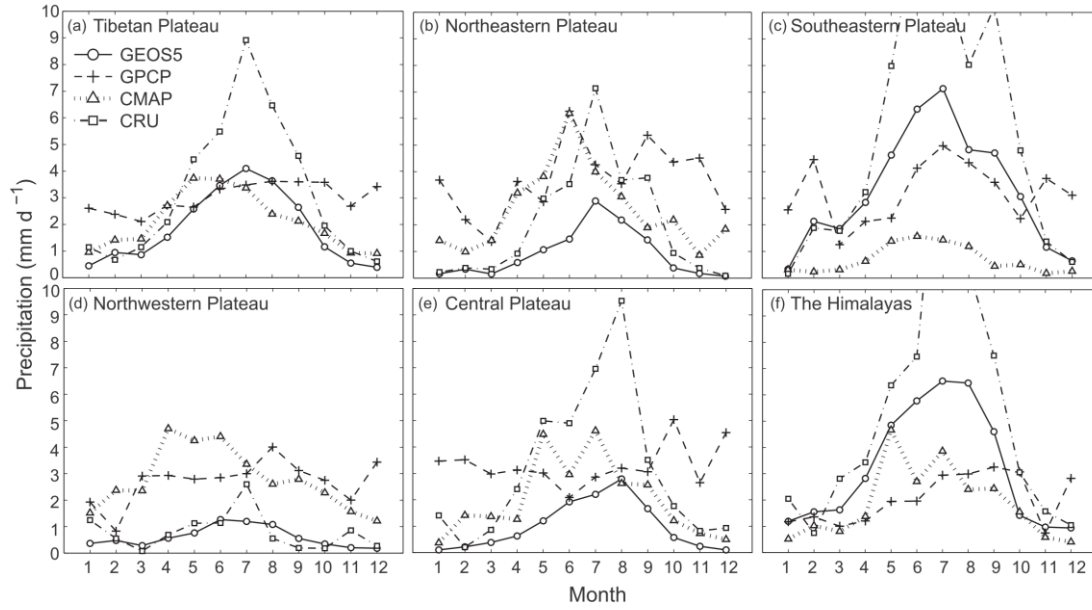 (a) Tibetan Plateau
GEOS5
GPCP
CMAP
CRU
(b) Northeastern Plateau
(c) Southeastern Plateau
10
9
8
7
6
5
4
3
2
1
0
(d) Northwestern Plateau
(e) Central Plateau
(f) The Himalayas
10
9
8
7
6
5
4
3
2
1
0
Precipitation (mm d⁻¹)
1 2 3 4 5 6 7 8 9 10 11 12
1 2 3 4 5 6 7 8 9 10 11 12
1 2 3 4 5 6 7 8 9 10 11 12
Month